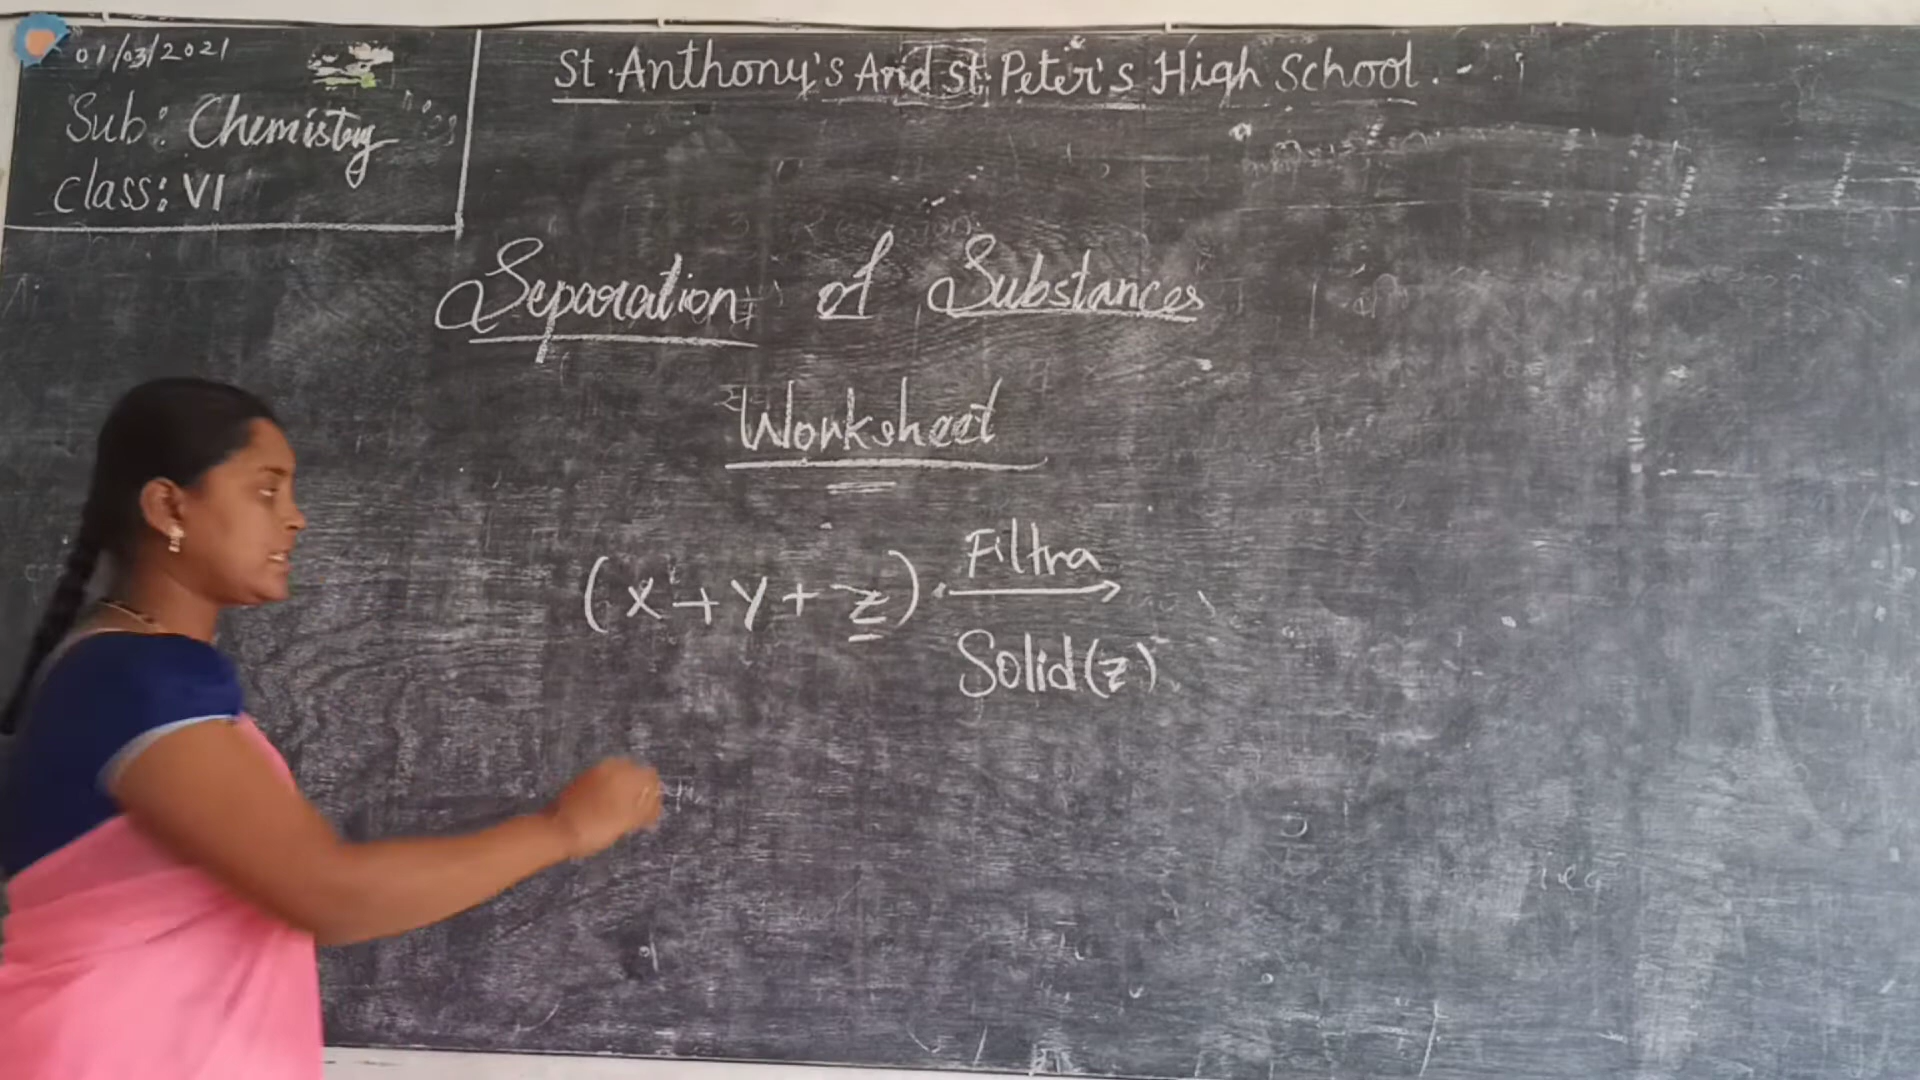 01/03/2021
Sub: Chemistry
Class: VI
St. Anthony's And St. Peter's High School.
Separation of Substances
Worksheet
(x + y + z) Filtra
Solid (z)